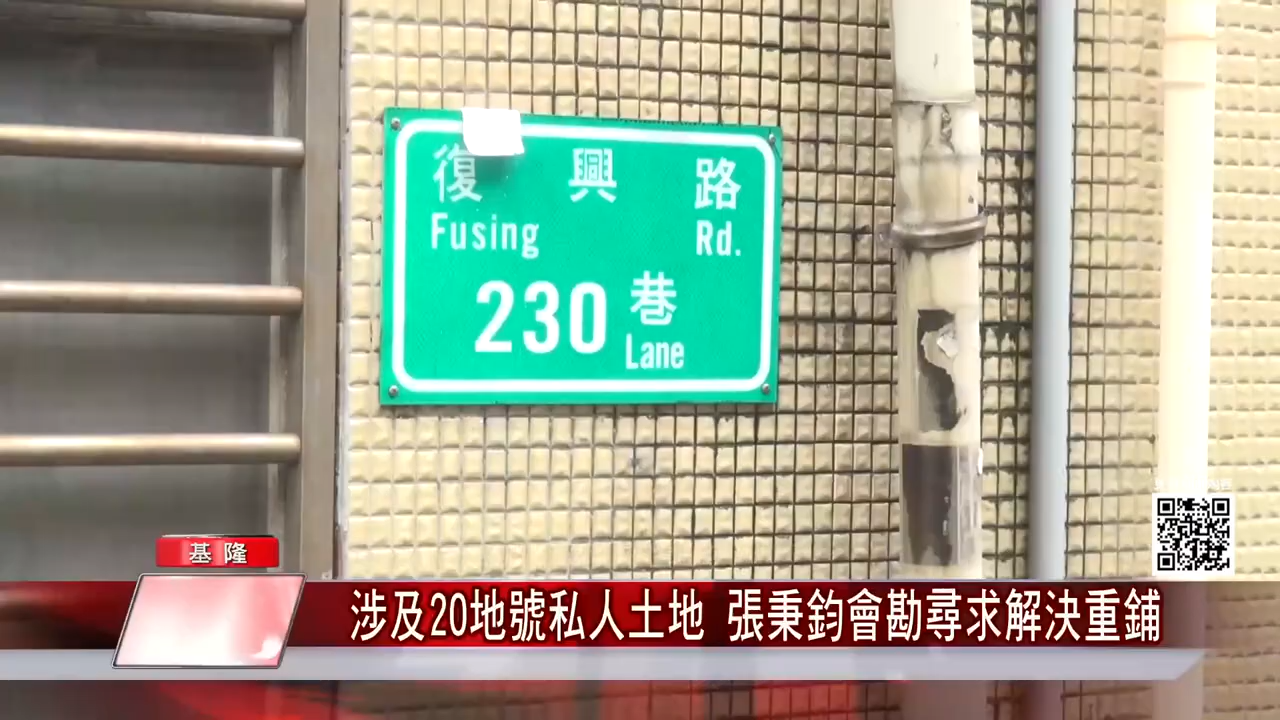 復 興 路
Fusing Rd.
230 巷
Lane
基隆
涉及20地號私人土地 張秉鈞會勘尋求解決重鋪